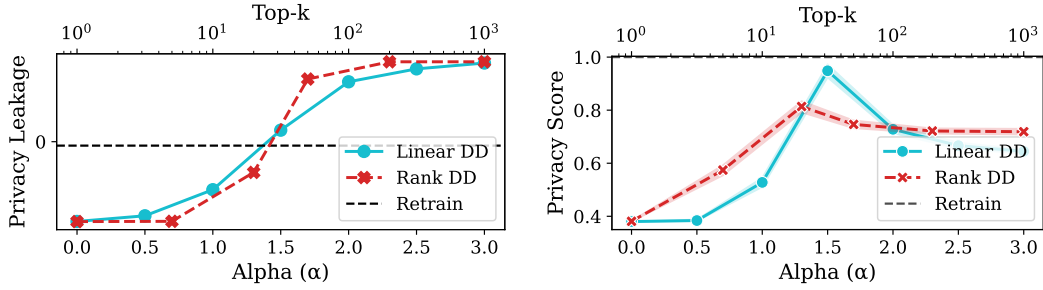 Top-k
10^0 10^1 10^2 10^3
Privacy Leakage
0
Linear DD
Rank DD
Retrain
0.0 0.5 1.0 1.5 2.0 2.5 3.0
Alpha (α)
Top-k
10^0 10^1 10^2 10^3
Privacy Score
1.0
0.8
0.6
0.4
Linear DD
Rank DD
Retrain
0.0 0.5 1.0 1.5 2.0 2.5 3.0
Alpha (α)